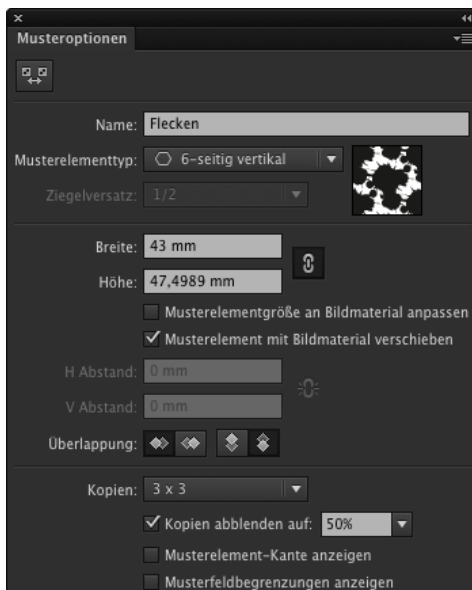 Musteroptionen
Name: Flecken
Musterelementtyp: 6-seitig vertikal
Ziegelversatz: 1/2
Breite: 43 mm
Höhe: 47,4989 mm
Musterelementgröße an Bildmaterial anpassen
Musterelement mit Bildmaterial verschieben
H Abstand: 0 mm
V Abstand: 0 mm
Überlappung:
Kopien: 3 x 3
Kopien abblenden auf: 50%
Musterelement-Kante anzeigen
Musterfeldbegrenzungen anzeigen